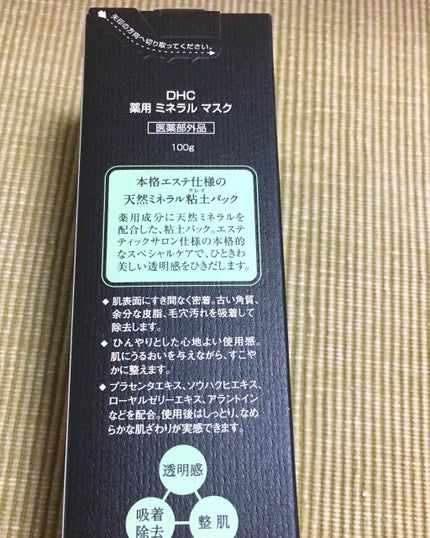 矢印の方向へ切り取ってください。
DHC
薬用 ミネラル マスク
医薬部外品
100g
本格エステ仕様の
天然ミネラル粘土パック
クレイ
薬用成分に天然ミネラルを
配合した、粘土パック。エステ
ティックサロン仕様の本格的
なスペシャルケアで、ひときわ
美しい透明感をひきだします。
◆ 肌表面にすき間なく密着。古い角質、
余分な皮脂、毛穴汚れを吸着して
除去します。
◆ ひんやりとした心地よい使用感。
肌にうるおいを与えながら、すこや
かに整えます。
◆ プラセンタエキス、ソウハクヒエキス、
ローヤルゼリーエキス、アラントイン
などを配合。使用後はしっとり、なめ
らかな肌ざわりが実感できます。
透明感
吸着
除去
整肌